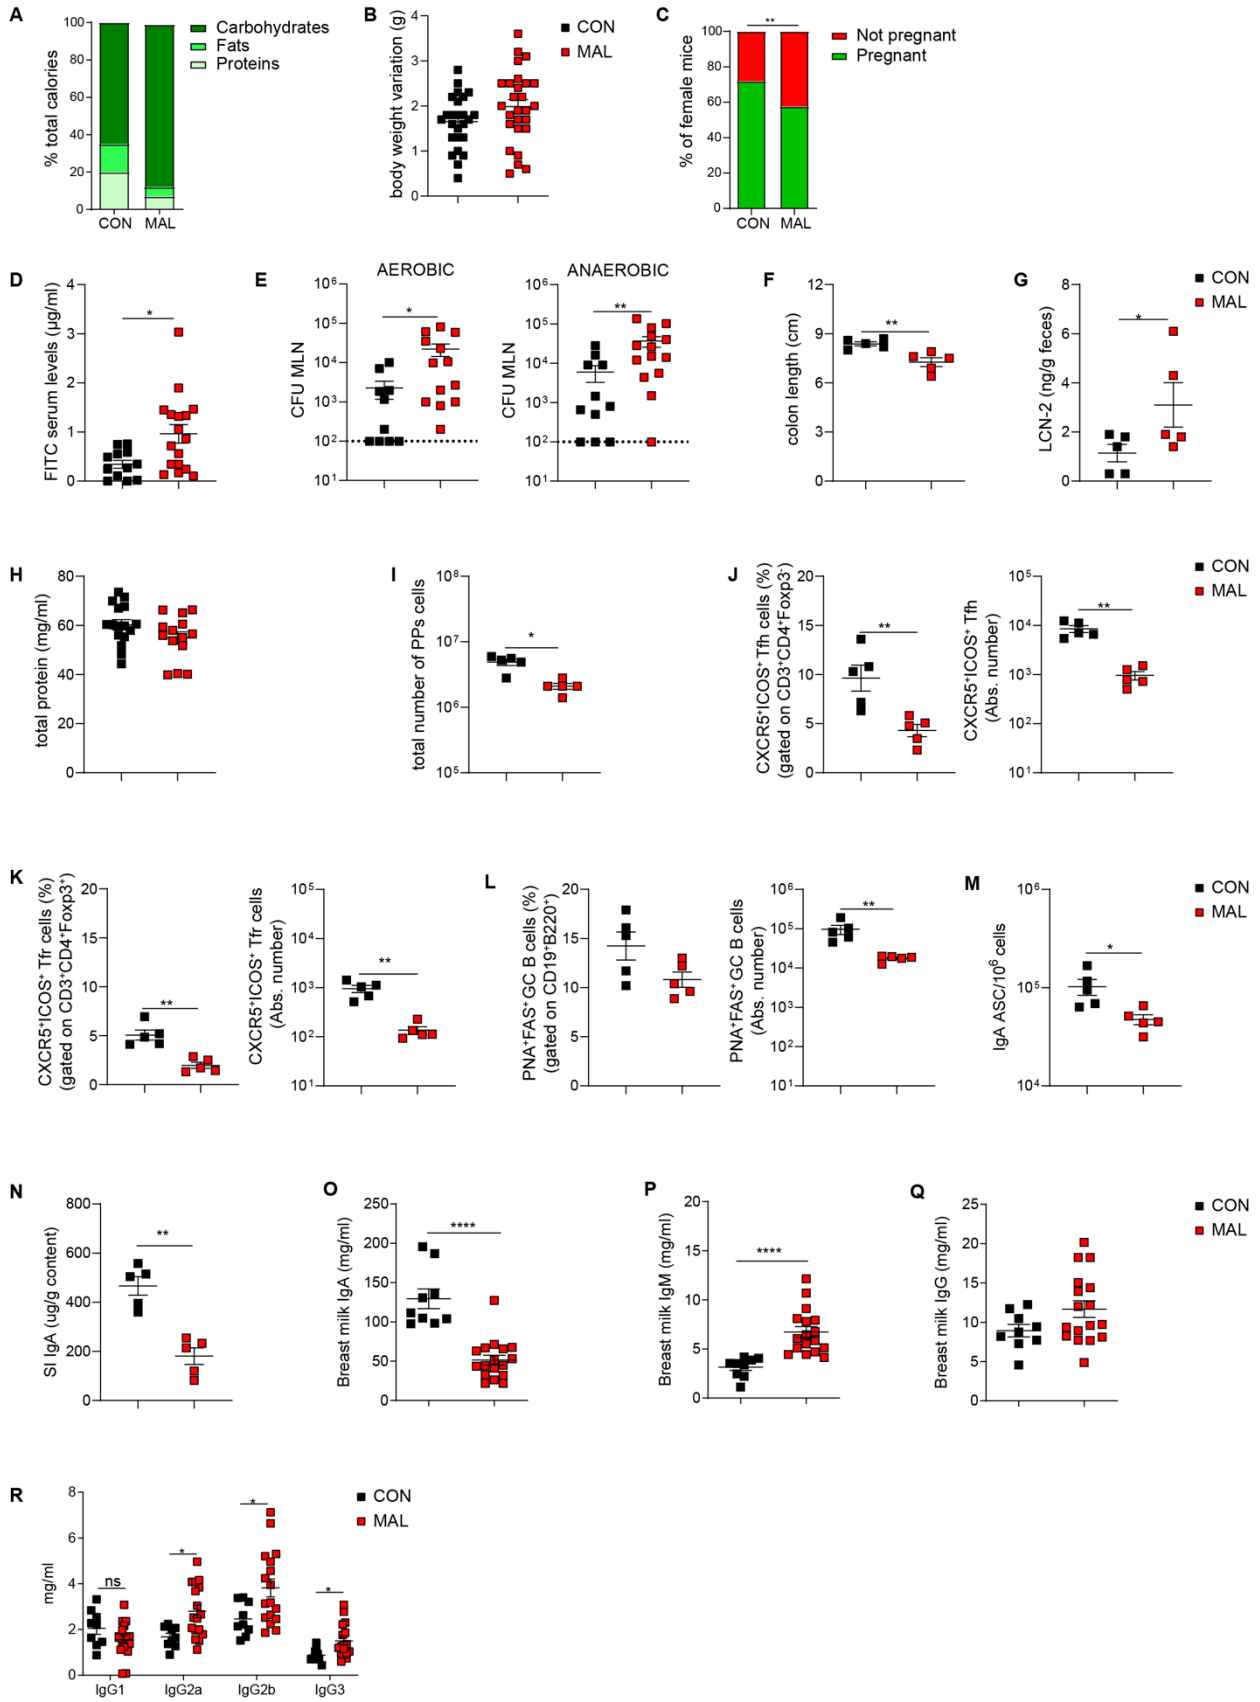 A
% total calories
100
80
60
40
20
0
CON
MAL
Carbohydrates
Fats
Proteins
B
body weight variation (g)
4
3
2
1
0
CON
MAL
C
% of female mice
100
80
60
40
20
0
**
CON
MAL
Not pregnant
Pregnant
D
FITC serum levels (µg/ml)
4
3
2
1
0
*
E
AEROBIC
CFU MLN
10⁶
10⁵
10⁴
10³
10²
10¹
*
ANAEROBIC
CFU MLN
10⁶
10⁵
10⁴
10³
10²
10¹
**
F
colon length (cm)
12
9
6
3
0
**
G
LCN-2 (ng/g feces)
8
6
4
2
0
*
CON
MAL
H
total protein (mg/ml)
80
60
40
20
0
I
total number of PPs cells
10⁸
10⁷
10⁶
10⁵
*
J
CXCR5⁺ICOS⁺ Tfh cells (%)
(gated on CD3⁺CD4⁺Foxp3⁻)
20
15
10
5
0
**
CXCR5⁺ICOS⁺ Tfh
(Abs. number)
10⁵
10⁴
10³
10²
10¹
**
CON
MAL
K
CXCR5⁺ICOS⁺ Tfr cells (%)
(gated on CD3⁺CD4⁺Foxp3⁺)
20
15
10
5
0
**
CXCR5⁺ICOS⁺ Tfr cells
(Abs. number)
10⁵
10⁴
10³
10²
10¹
**
L
PNA⁺FAS⁺ GC B cells (%)
(gated on CD19⁺B220⁺)
20
15
10
5
0
PNA⁺FAS⁺GC B cells
(Abs. number)
10⁶
10⁵
10⁴
10³
10²
10¹
**
M
IgA ASC/10⁶ cells
10⁶
10⁵
10⁴
*
CON
MAL
N
SI IgA (ug/g content)
800
600
400
200
0
**
O
Breast milk IgA (mg/ml)
250
200
150
100
50
0
****
P
Breast milk IgM (mg/ml)
20
15
10
5
0
****
Q
Breast milk IgG (mg/ml)
25
20
15
10
5
0
CON
MAL
R
mg/ml
8
6
4
2
0
ns
*
*
*
IgG1
IgG2a
IgG2b
IgG3
CON
MAL